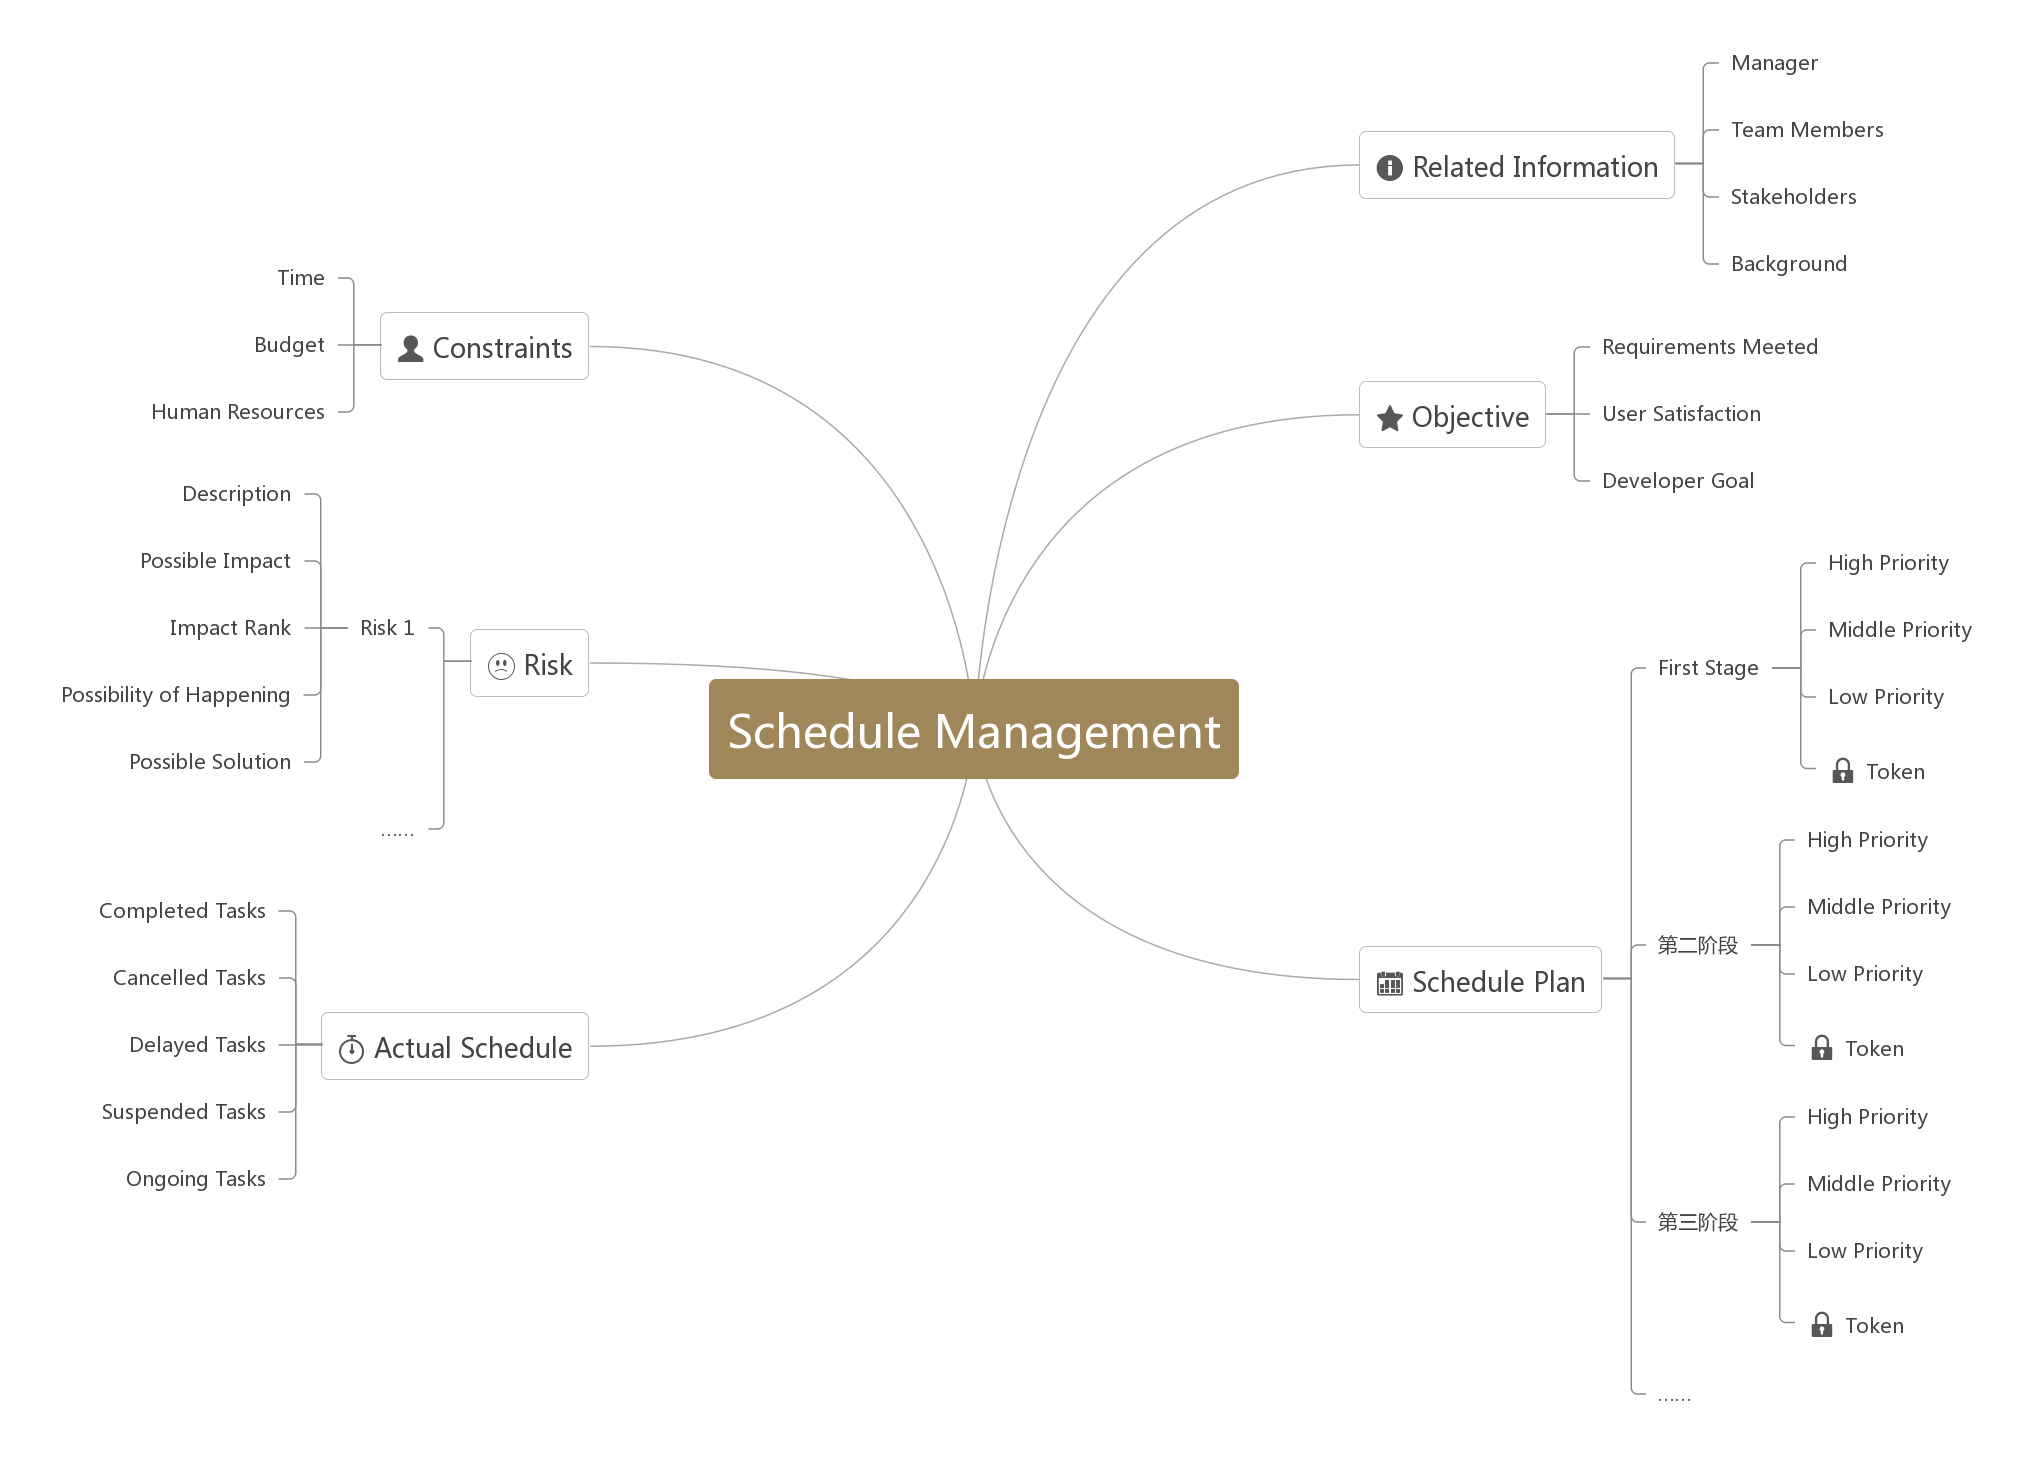 Schedule Management
Related Information
Manager
Team Members
Stakeholders
Background
Objective
Requirements Meeted
User Satisfaction
Developer Goal
Schedule Plan
First Stage
High Priority
Middle Priority
Low Priority
Token
第二阶段
High Priority
Middle Priority
Low Priority
Token
第三阶段
High Priority
Middle Priority
Low Priority
Token
……
Constraints
Time
Budget
Human Resources
Risk
Risk 1
Description
Possible Impact
Impact Rank
Possibility of Happening
Possible Solution
……
Actual Schedule
Completed Tasks
Cancelled Tasks
Delayed Tasks
Suspended Tasks
Ongoing Tasks